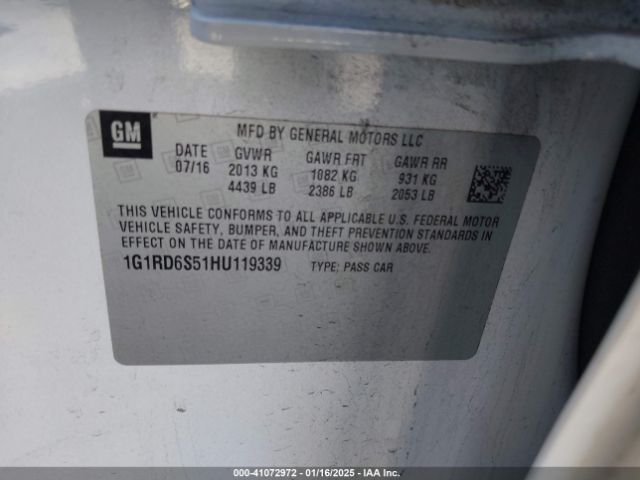 GM
MFD BY GENERAL MOTORS LLC
DATE GVWR GAWR FRT GAWR RR
07/16 2013 KG 1082 KG 931 KG
4439 LB 2386 LB 2053 LB
THIS VEHICLE CONFORMS TO ALL APPLICABLE U.S. FEDERAL MOTOR
VEHICLE SAFETY, BUMPER, AND THEFT PREVENTION STANDARDS IN
EFFECT ON THE DATE OF MANUFACTURE SHOWN ABOVE.
1G1RD6S51HU119339 TYPE: PASS CAR
000-41072972 - 01/16/2025 - IAA Inc.